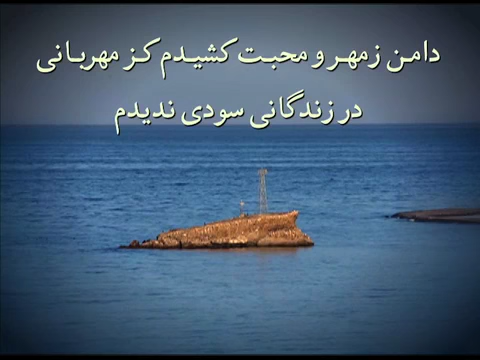 دامن ز مهر و محبت کشیدم کز مهربانی
در زندگانی سودی ندیدم